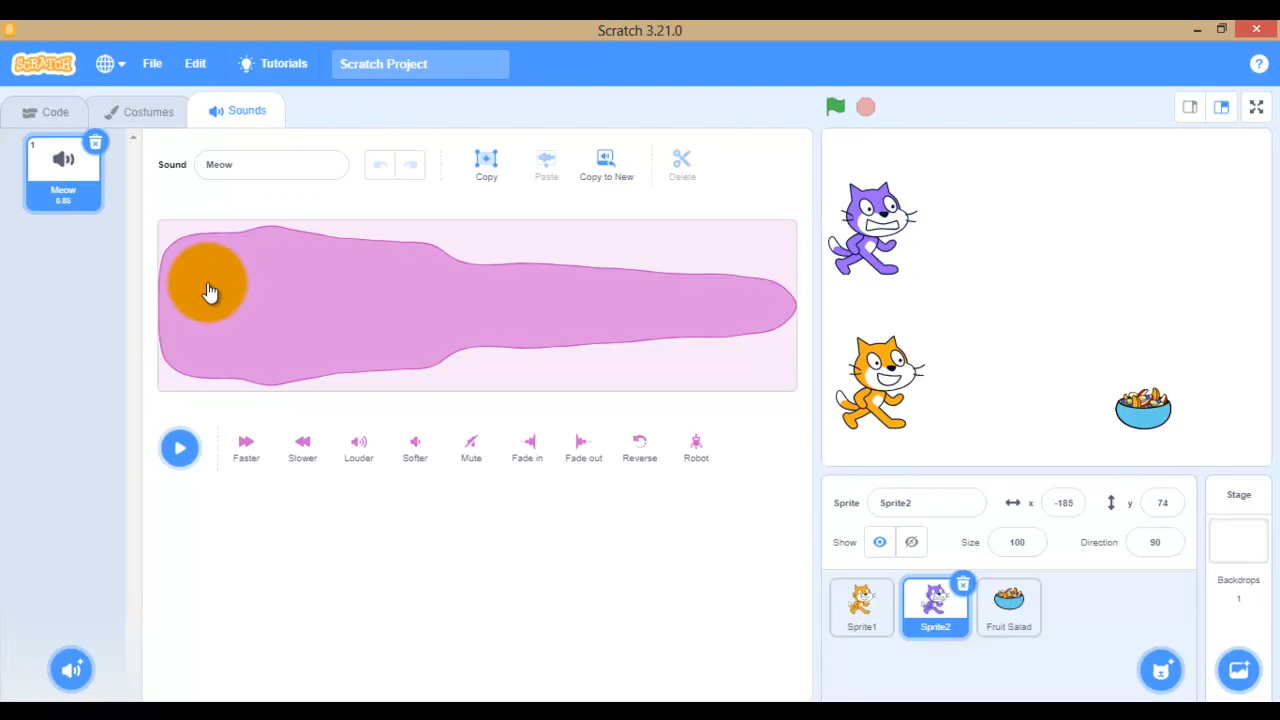 Scratch 3.21.0
SCRATCH
File
Edit
Tutorials
Scratch Project
?
Code
Costumes
Sounds
1
Meow
0.85
Sound
Meow
Copy
Paste
Copy to New
Delete
Faster
Slower
Louder
Softer
Mute
Fade in
Fade out
Reverse
Robot
Sprite
Sprite2
x
-185
y
74
Show
Size
100
Direction
90
Sprite1
Sprite2
Fruit Salad
Stage
Backdrops
1